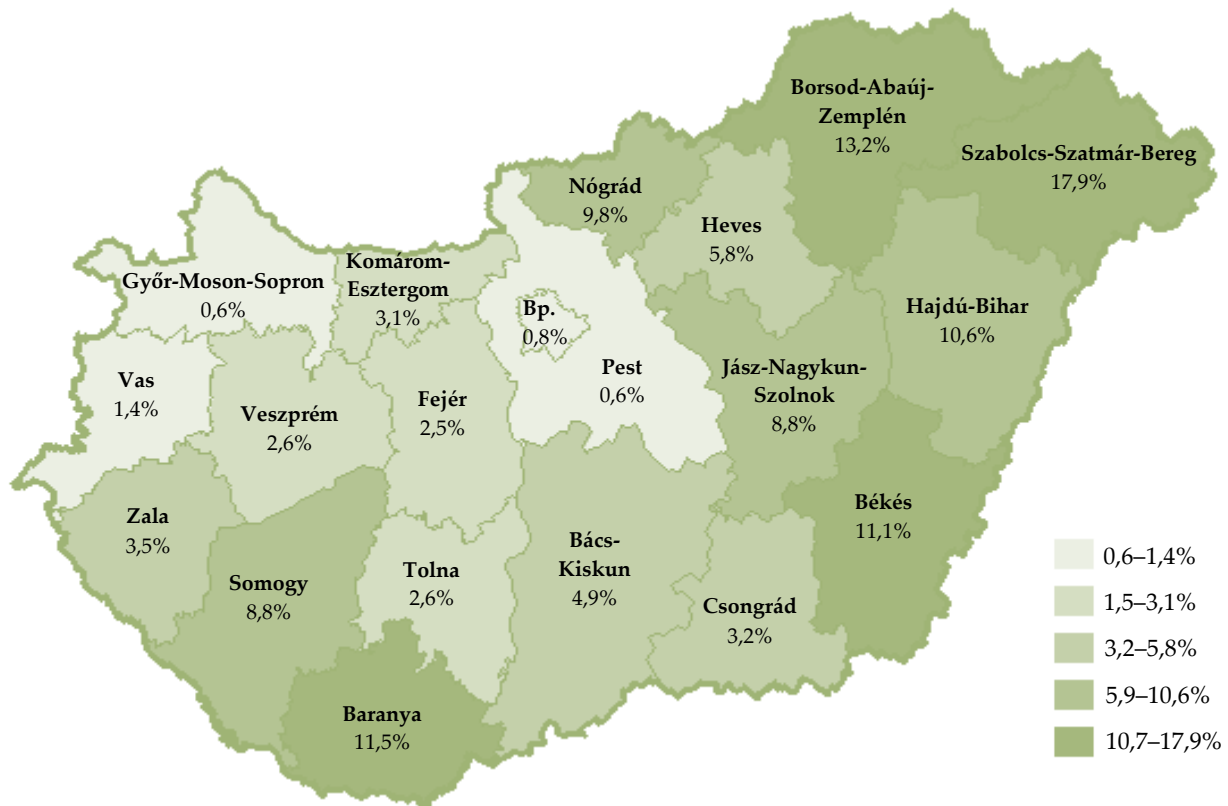 Borsod-Abaúj-
Zemplén
13,2%
Szabolcs-Szatmár-Bereg
17,9%
Nógrád
9,8%
Heves
5,8%
Győr-Moson-Sopron
0,6%
Komárom-
Esztergom
3,1%
Bp.
0,8%
Hajdú-Bihar
10,6%
Vas
1,4%
Veszprém
2,6%
Fejér
2,5%
Pest
0,6%
Jász-Nagykun-
Szolnok
8,8%
Zala
3,5%
Somogy
8,8%
Tolna
2,6%
Bács-
Kiskun
4,9%
Csongrád
3,2%
Békés
11,1%
Baranya
11,5%
0,6–1,4%
1,5–3,1%
3,2–5,8%
5,9–10,6%
10,7–17,9%